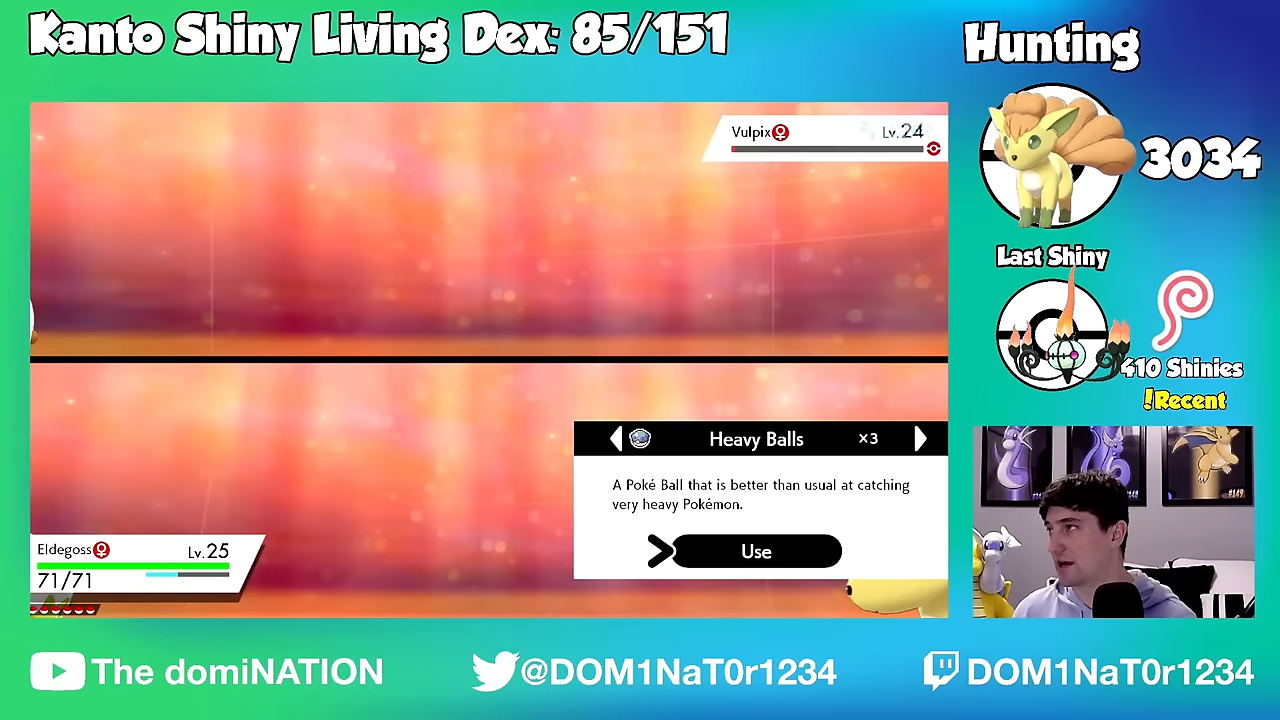 Kanto Shiny Living Dex: 85/151
Hunting
Vulpix♀ Lv.24
3034
Last Shiny
410 Shinies
!Recent
Heavy Balls ×3
A Poké Ball that is better than usual at catching
very heavy Pokémon.
Use
Eldegoss♀ Lv.25
71/71
#149
The domiNATION
@DOM1NaT0r1234
DOM1NaT0r1234